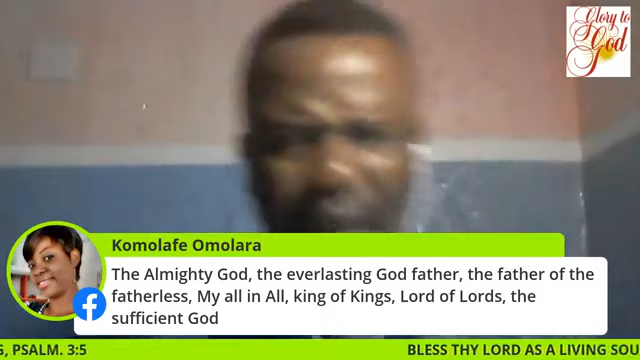 Glory to
God
Komolafe Omolara
The Almighty God, the everlasting God father, the father of the
fatherless, My all in All, king of Kings, Lord of Lords, the
sufficient God
G, PSALM. 3:5
BLESS THY LORD AS A LIVING SOU